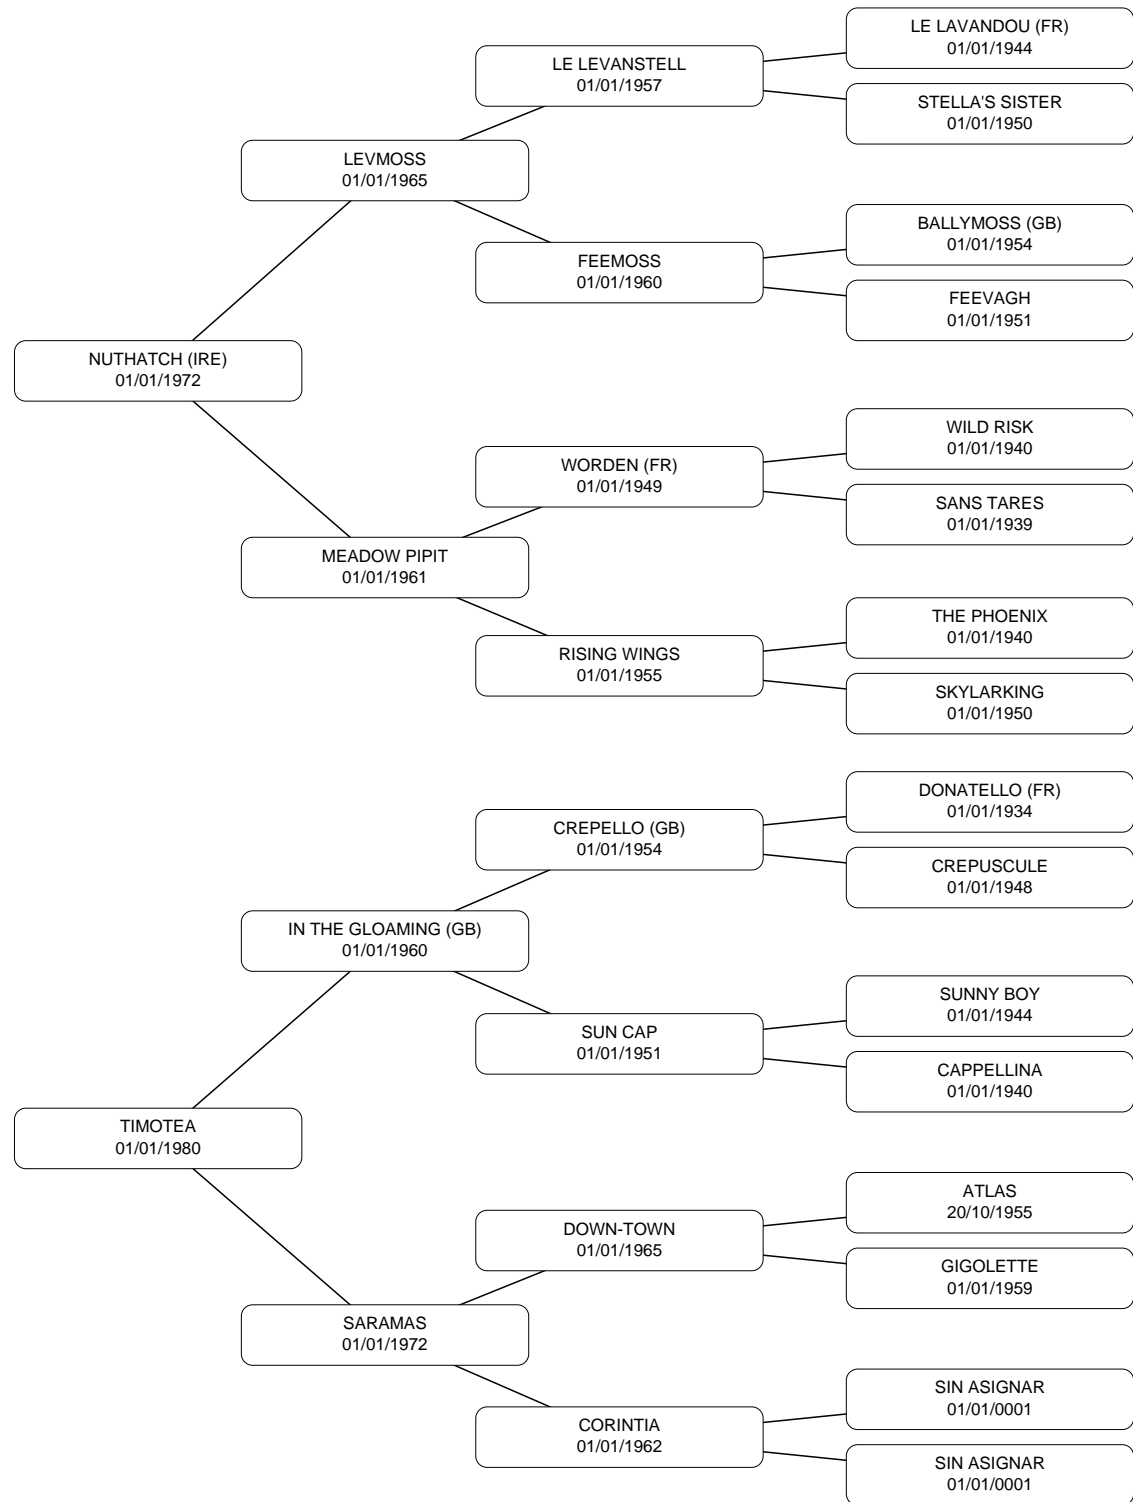 LE LAVANDOU (FR)
01/01/1944
LE LEVANSTELL
01/01/1957
STELLA'S SISTER
01/01/1950
LEVMOSS
01/01/1965
BALLYMOSS (GB)
01/01/1954
FEEMOSS
01/01/1960
FEEVAGH
01/01/1951
NUTHATCH (IRE)
01/01/1972
WILD RISK
01/01/1940
WORDEN (FR)
01/01/1949
SANS TARES
01/01/1939
MEADOW PIPIT
01/01/1961
THE PHOENIX
01/01/1940
RISING WINGS
01/01/1955
SKYLARKING
01/01/1950
DONATELLO (FR)
01/01/1934
CREPELLO (GB)
01/01/1954
CREPUSCULE
01/01/1948
IN THE GLOAMING (GB)
01/01/1960
SUNNY BOY
01/01/1944
SUN CAP
01/01/1951
CAPPELLINA
01/01/1940
TIMOTEA
01/01/1980
ATLAS
20/10/1955
DOWN-TOWN
01/01/1965
GIGOLETTE
01/01/1959
SARAMAS
01/01/1972
SIN ASIGNAR
01/01/0001
CORINTIA
01/01/1962
SIN ASIGNAR
01/01/0001